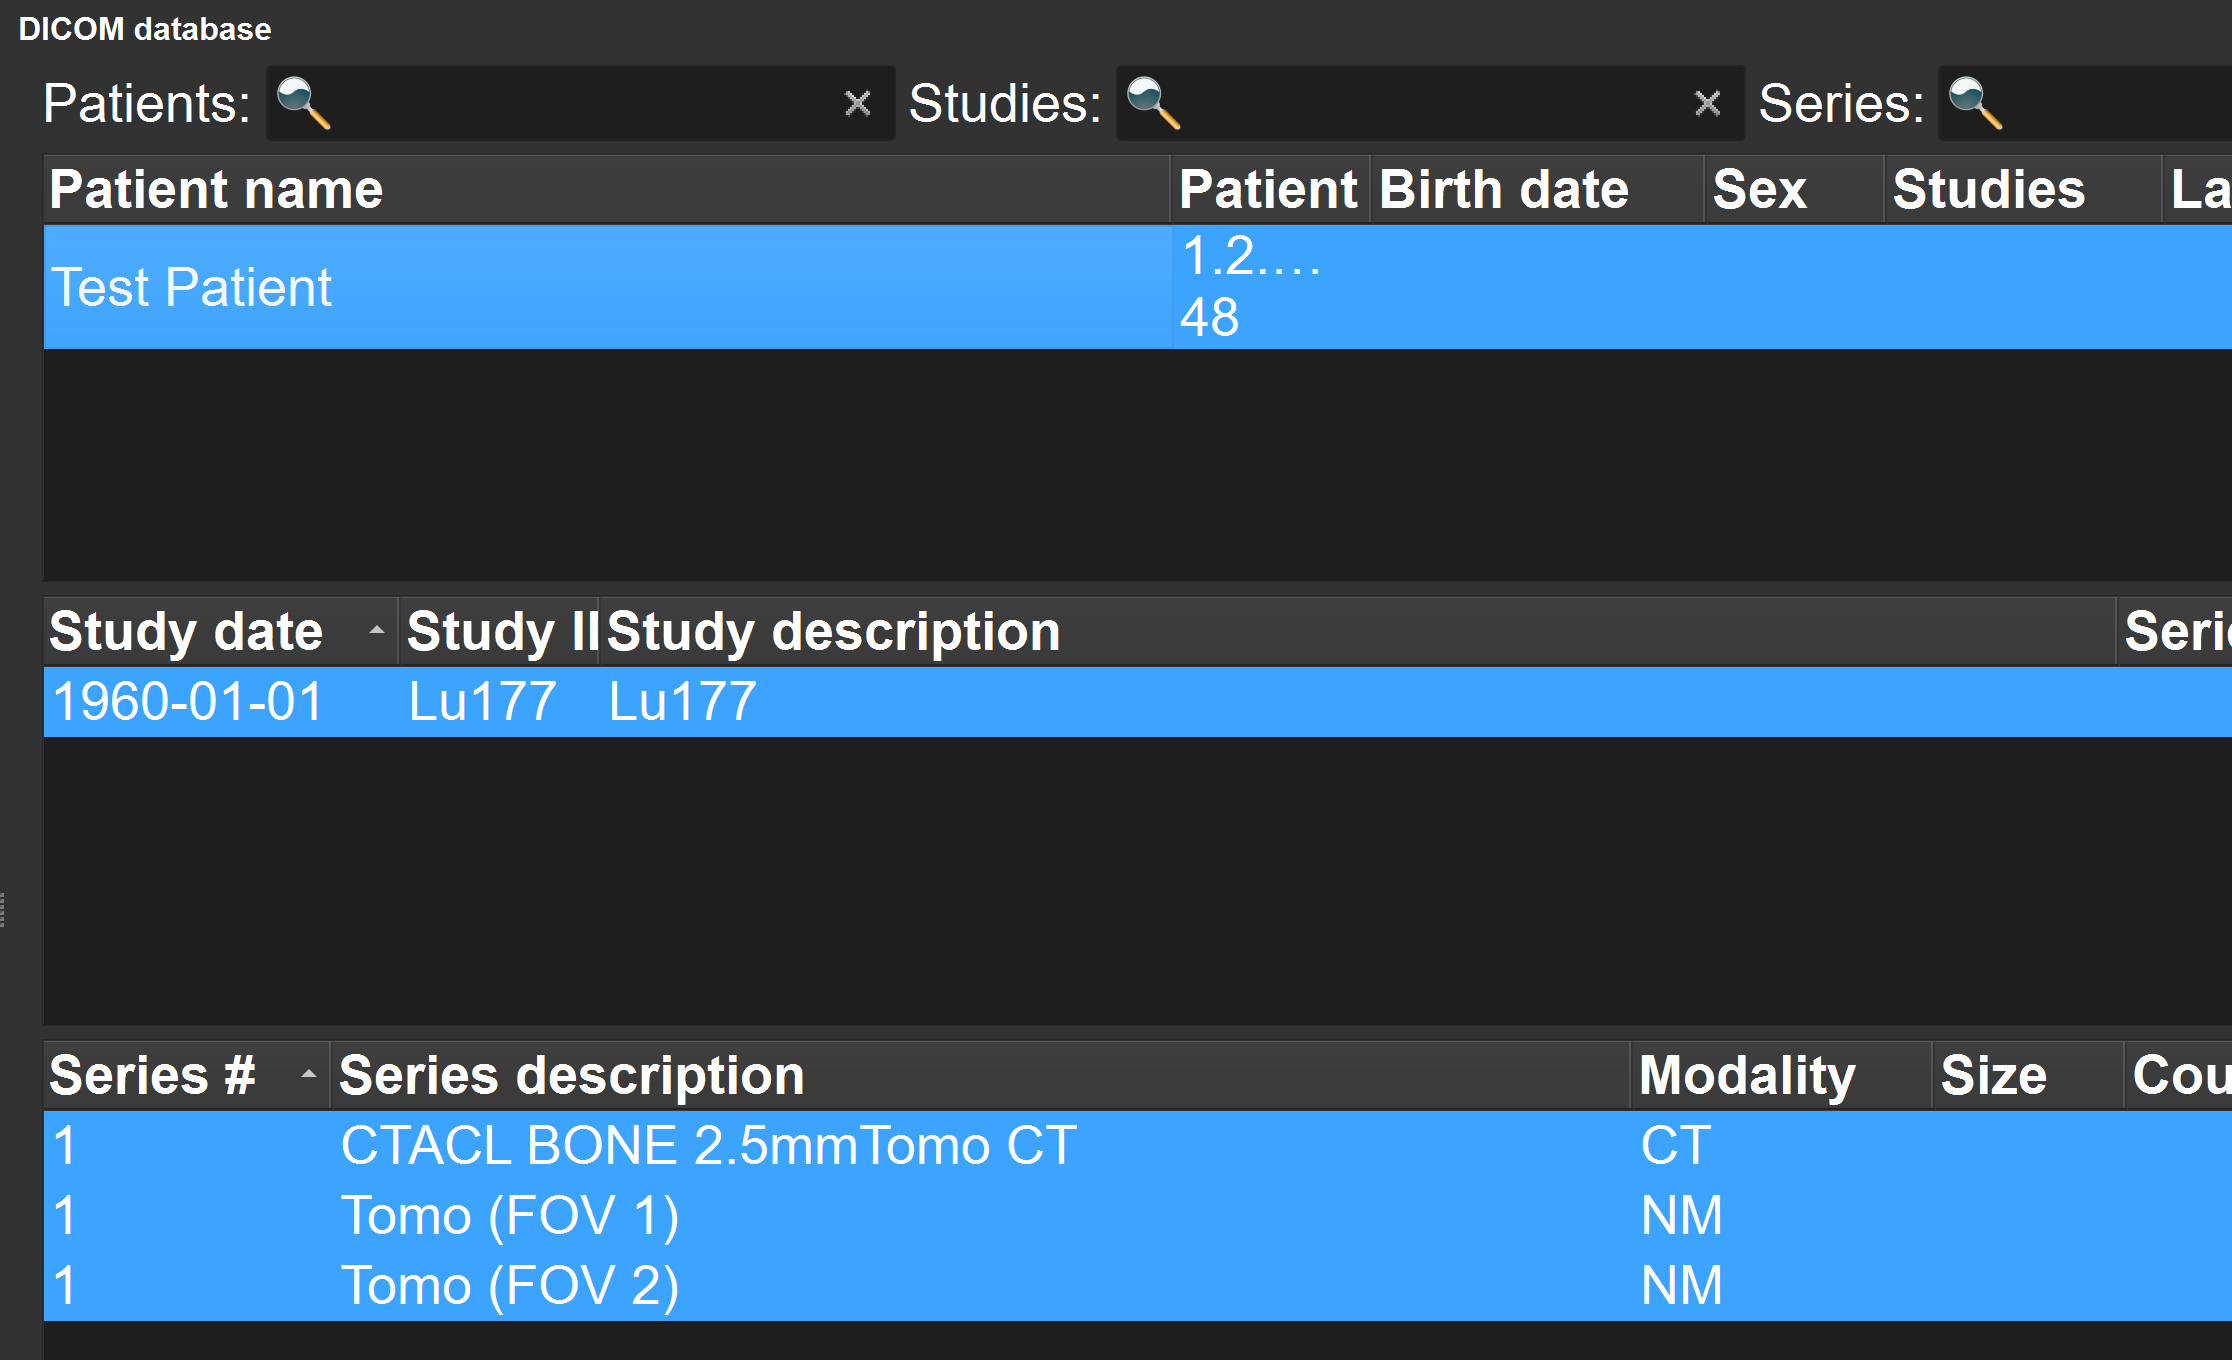 DICOM database
Patients: Studies: Series:
Patient name Patient Birth date Sex Studies La
Test Patient 1.2.…
48
Study date Study II Study description Serie
1960-01-01 Lu177 Lu177
Series # Series description Modality Size Cou
1 CTACL BONE 2.5mmTomo CT CT
1 Tomo (FOV 1) NM
1 Tomo (FOV 2) NM